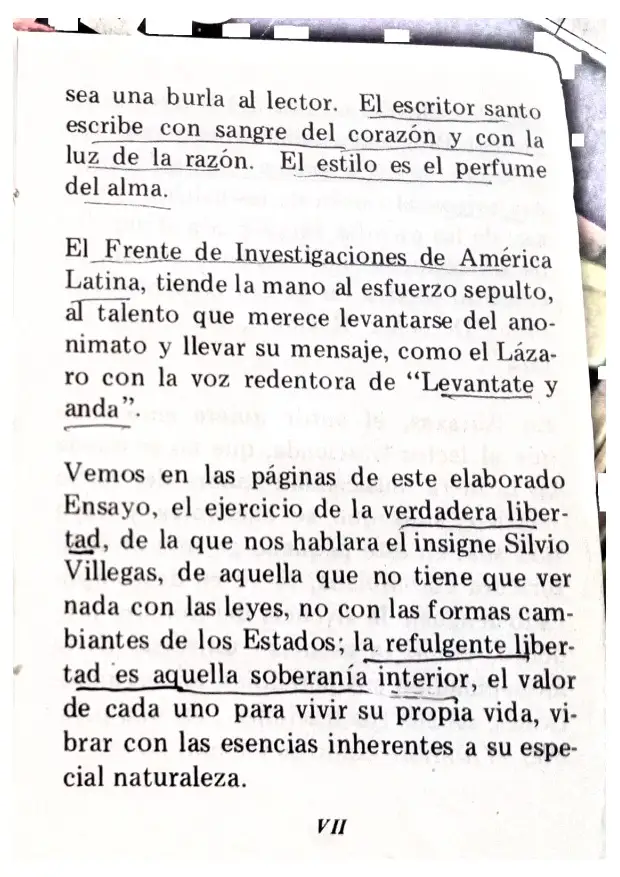 sea una burla al lector. El escritor santo
escribe con sangre del corazón y con la
luz de la razón. El estilo es el perfume
del alma.
El Frente de Investigaciones de América
Latina, tiende la mano al esfuerzo sepulto,
al talento que merece levantarse del ano-
nimato y llevar su mensaje, como el Láza-
ro con la voz redentora de “Levantate y
anda”.
Vemos en las páginas de este elaborado
Ensayo, el ejercicio de la verdadera liber-
tad, de la que nos hablara el insigne Silvio
Villegas, de aquella que no tiene que ver
nada con las leyes, no con las formas cam-
biantes de los Estados; la refulgente liber-
tad es aquella soberanía interior, el valor
de cada uno para vivir su propia vida, vi-
brar con las esencias inherentes a su espe-
cial naturaleza.
VII